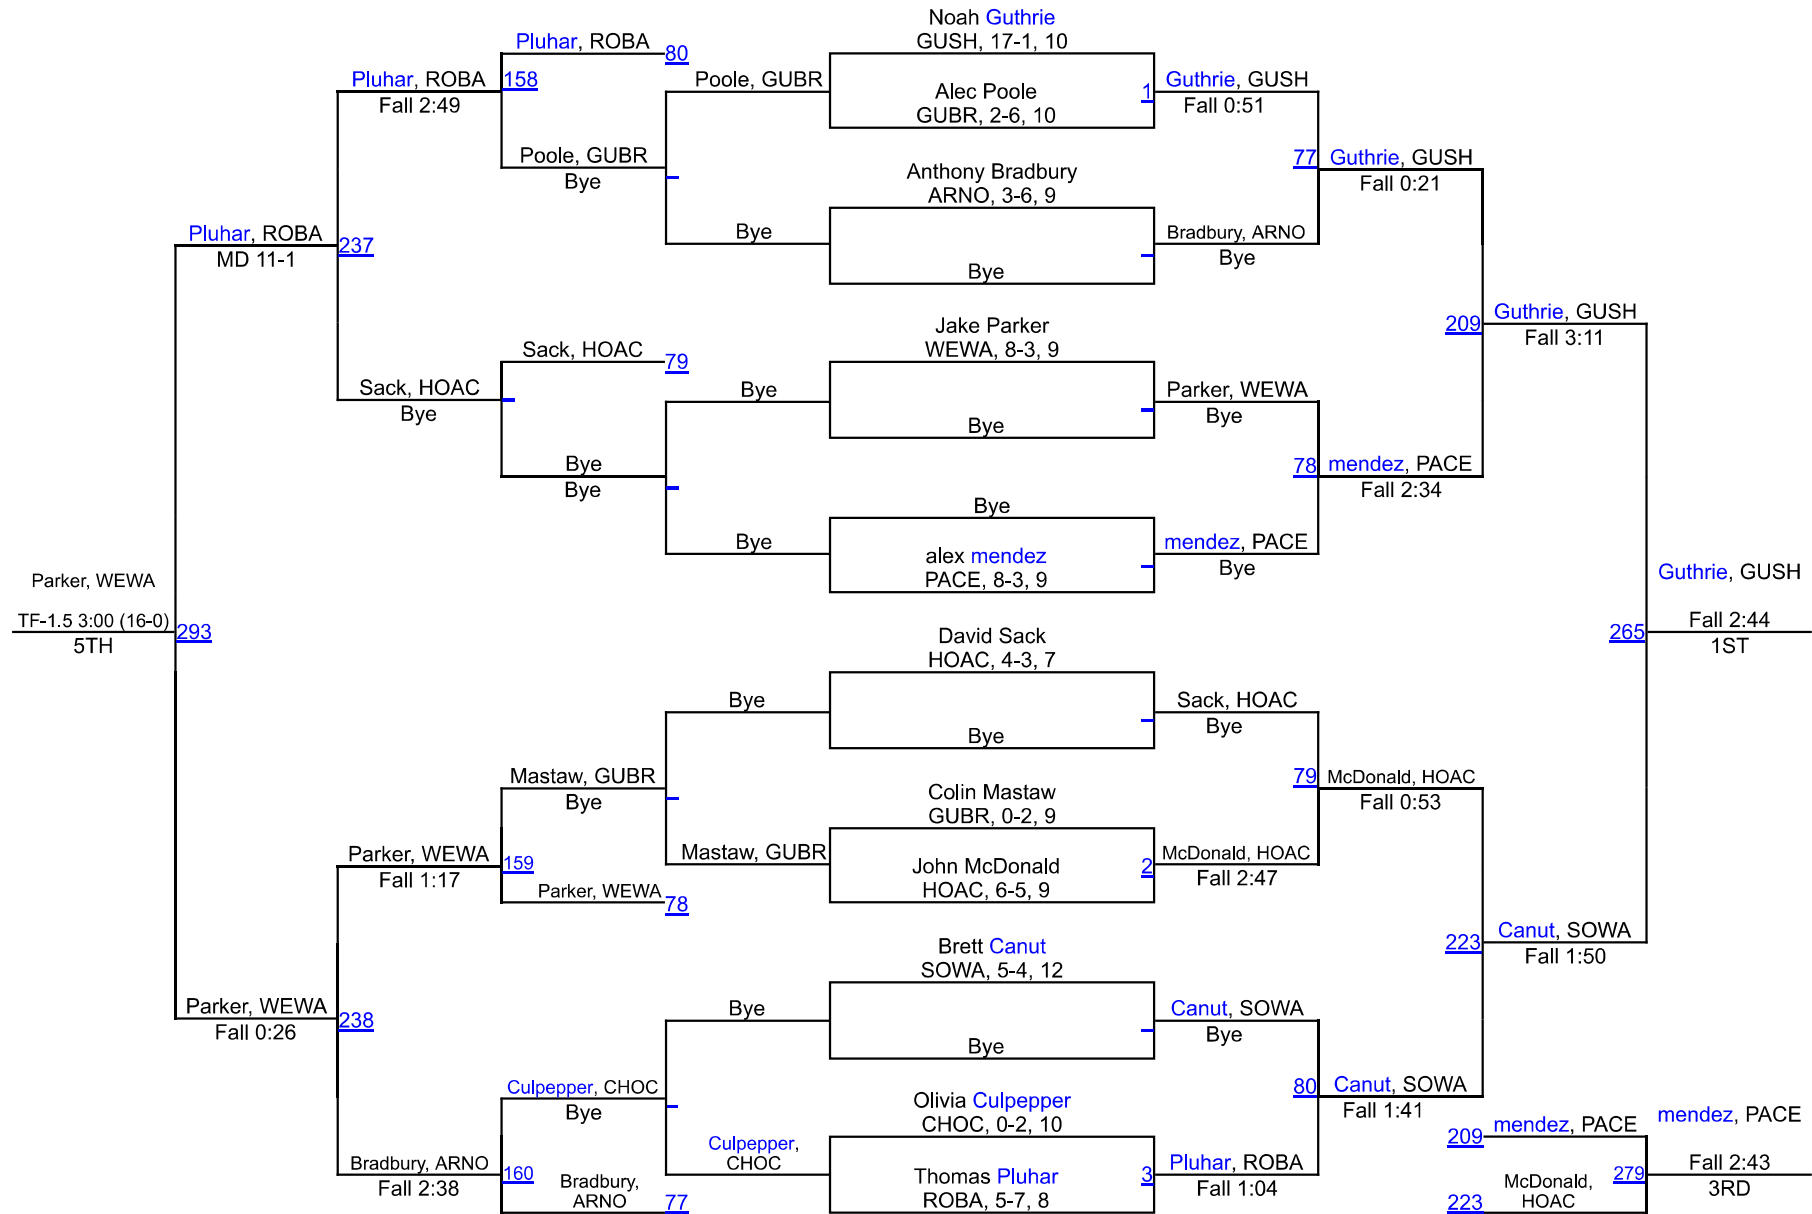 Noah Guthrie
GUSH, 17-1, 10
Pluhar, ROBA
80
Pluhar, ROBA
158
Fall 2:49
Poole, GUBR
Alec Poole
GUBR, 2-6, 10
1
Guthrie, GUSH
Fall 0:51
Poole, GUBR
Bye
Anthony Bradbury
ARNO, 3-6, 9
77
Guthrie, GUSH
Fall 0:21
Pluhar, ROBA
MD 11-1
237
Bye
Bye
Bradbury, ARNO
Bye
Jake Parker
WEWA, 8-3, 9
209
Guthrie, GUSH
Fall 3:11
Sack, HOAC
79
Sack, HOAC
Bye
Bye
Bye
Parker, WEWA
Bye
Bye
Bye
78
mendez, PACE
Fall 2:34
Bye
Bye
alex mendez
PACE, 8-3, 9
mendez, PACE
Bye
Parker, WEWA
TF-1.5 3:00 (16-0)
5TH
293
Guthrie, GUSH
265
Fall 2:44
1ST
David Sack
HOAC, 4-3, 7
Bye
Bye
Sack, HOAC
Bye
Mastaw, GUBR
Bye
Colin Mastaw
GUBR, 0-2, 9
79
McDonald, HOAC
Fall 0:53
Parker, WEWA
Fall 1:17
159
Mastaw, GUBR
John McDonald
HOAC, 6-5, 9
2
McDonald, HOAC
Fall 2:47
Parker, WEWA
78
Brett Canut
SOWA, 5-4, 12
223
Canut, SOWA
Fall 1:50
Parker, WEWA
Fall 0:26
238
Bye
Bye
Canut, SOWA
Bye
Culpepper, CHOC
Bye
Olivia Culpepper
CHOC, 0-2, 10
80
Canut, SOWA
Fall 1:41
Bradbury, ARNO
Fall 2:38
160
Culpepper,
CHOC
Thomas Pluhar
ROBA, 5-7, 8
3
Pluhar, ROBA
Fall 1:04
Bradbury,
ARNO
77
209
mendez, PACE
mendez, PACE
McDonald,
HOAC
223
279
Fall 2:43
3RD